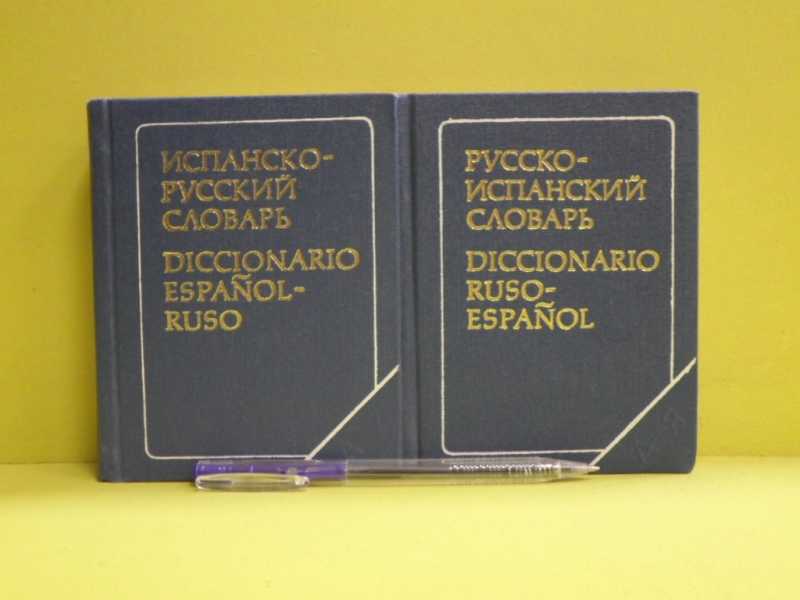 ИСПАНСКО-
РУССКИЙ
СЛОВАРЬ
DICCIONARIO
ESPAÑOL-
RUSO
РУССКО-
ИСПАНСКИЙ
СЛОВАРЬ
DICCIONARIO
RUSO-
ESPAÑOL